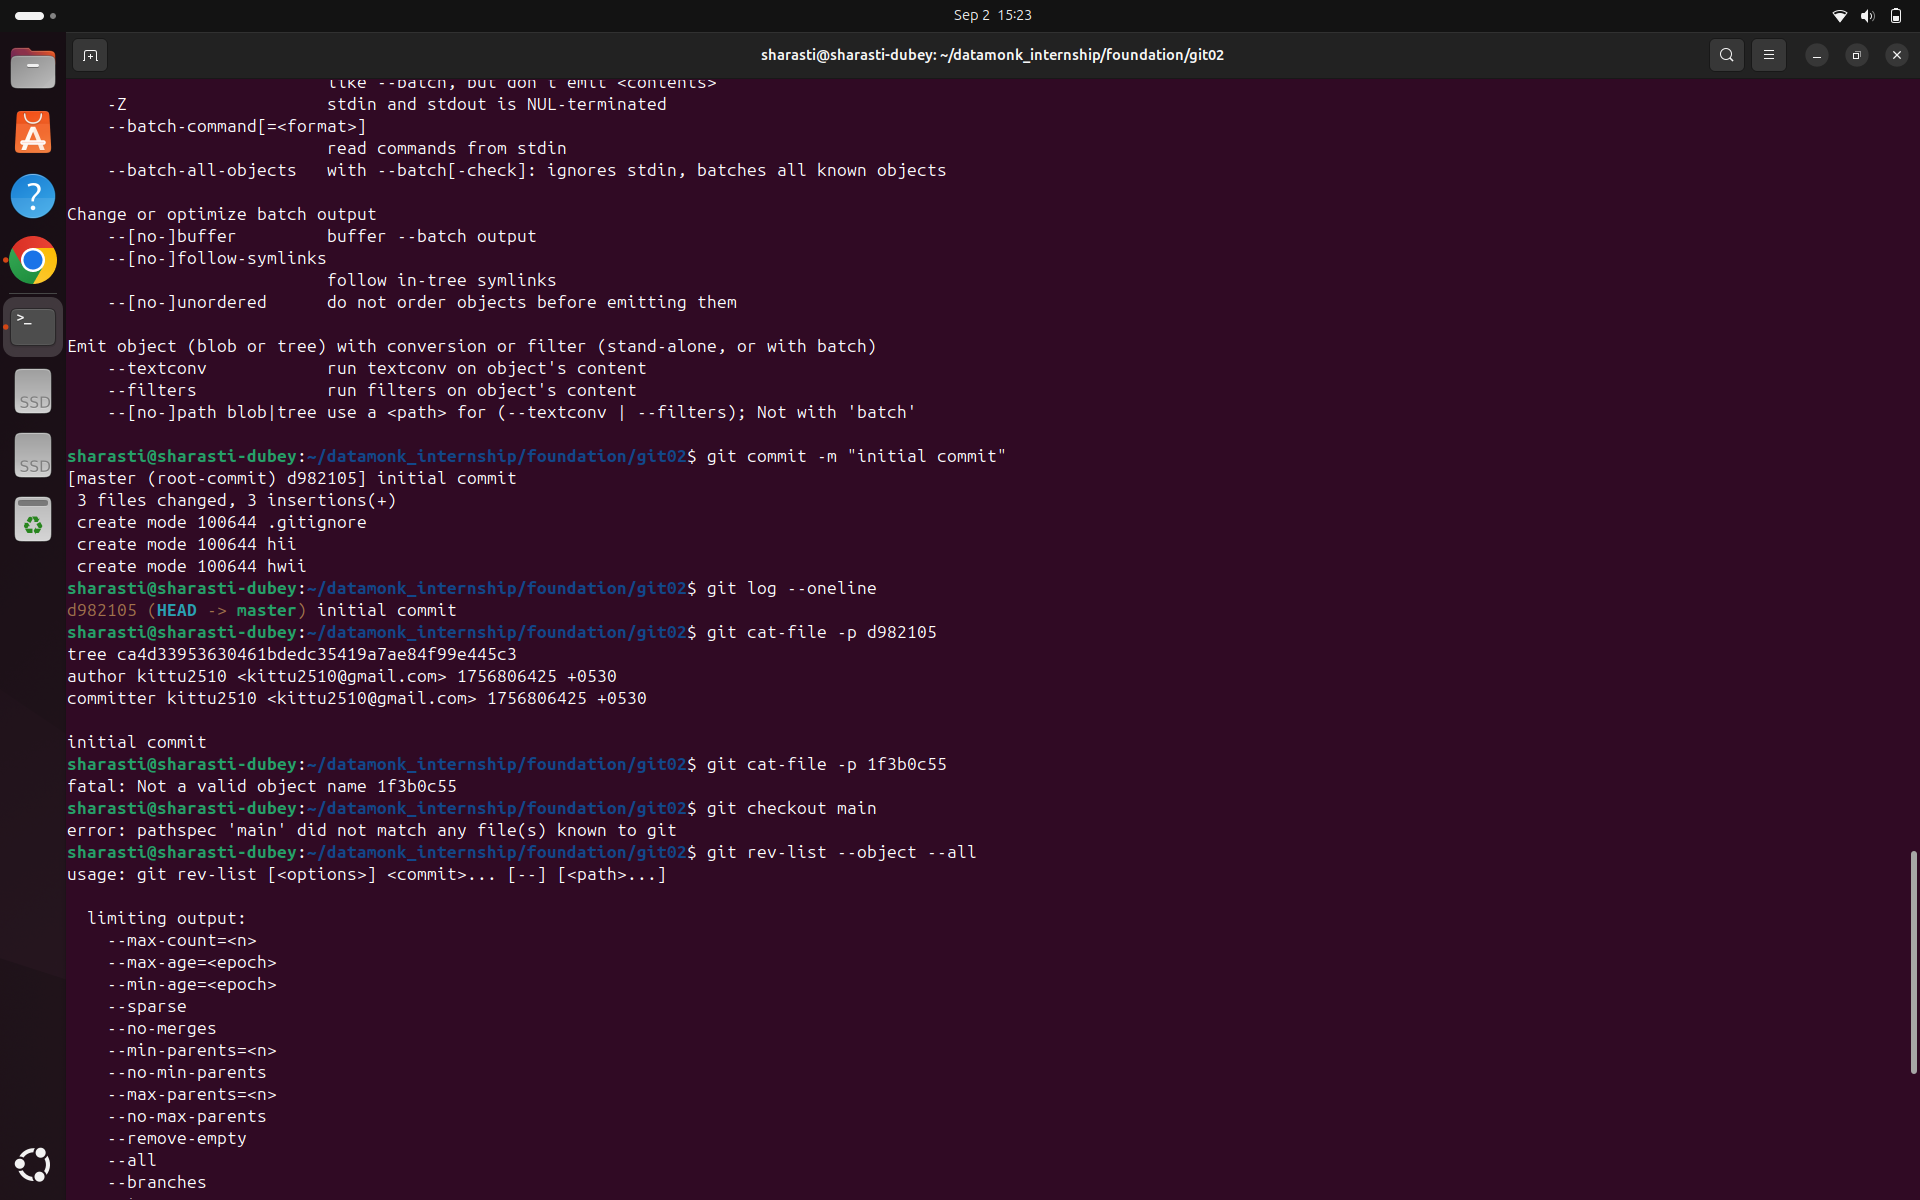 Sep 2 15:23
sharasti@sharasti-dubey: ~/datamonk_internship/foundation/git02
like --batch, but don't emit <contents>
-Z stdin and stdout is NUL-terminated
--batch-command[=<format>]
read commands from stdin
--batch-all-objects with --batch[-check]: ignores stdin, batches all known objects
Change or optimize batch output
--[no-]buffer buffer --batch output
--[no-]follow-symlinks
follow in-tree symlinks
--[no-]unordered do not order objects before emitting them
Emit object (blob or tree) with conversion or filter (stand-alone, or with batch)
--textconv run textconv on object's content
--filters run filters on object's content
--[no-]path blob|tree use a <path> for (--textconv | --filters); Not with 'batch'
sharasti@sharasti-dubey:~/datamonk_internship/foundation/git02$ git commit -m "initial commit"
[master (root-commit) d982105] initial commit
3 files changed, 3 insertions(+)
create mode 100644 .gitignore
create mode 100644 hii
create mode 100644 hwii
sharasti@sharasti-dubey:~/datamonk_internship/foundation/git02$ git log --oneline
d982105 (HEAD -> master) initial commit
sharasti@sharasti-dubey:~/datamonk_internship/foundation/git02$ git cat-file -p d982105
tree ca4d33953630461bdedc35419a7ae84f99e445c3
author kittu2510 <kittu2510@gmail.com> 1756806425 +0530
committer kittu2510 <kittu2510@gmail.com> 1756806425 +0530
initial commit
sharasti@sharasti-dubey:~/datamonk_internship/foundation/git02$ git cat-file -p 1f3b0c55
fatal: Not a valid object name 1f3b0c55
sharasti@sharasti-dubey:~/datamonk_internship/foundation/git02$ git checkout main
error: pathspec 'main' did not match any file(s) known to git
sharasti@sharasti-dubey:~/datamonk_internship/foundation/git02$ git rev-list --object --all
usage: git rev-list [<options>] <commit>... [--] [<path>...]
limiting output:
--max-count=<n>
--max-age=<epoch>
--min-age=<epoch>
--sparse
--no-merges
--min-parents=<n>
--no-min-parents
--max-parents=<n>
--no-max-parents
--remove-empty
--all
--branches
SSD
SSD